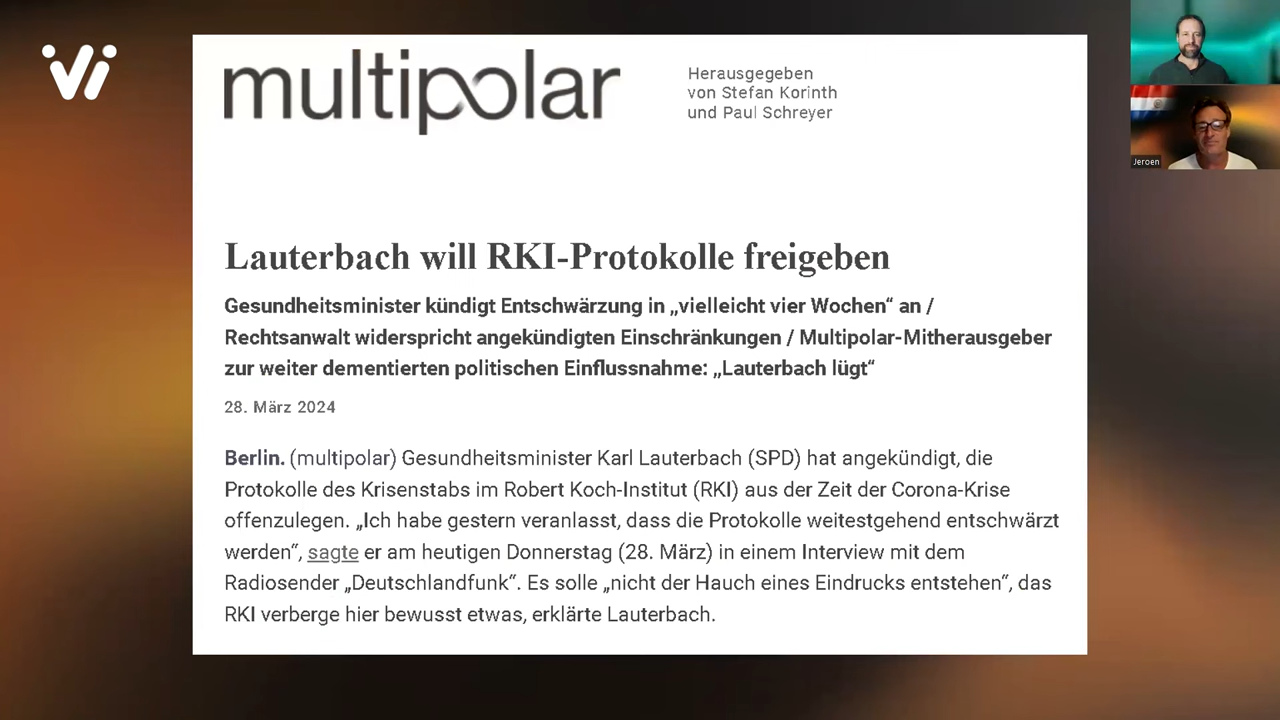 multipolar
Herausgegeben
von Stefan Korinth
und Paul Schreyer
Jeroen
Lauterbach will RKI-Protokolle freigeben
Gesundheitsminister kündigt Entschwärzung in „vielleicht vier Wochen“ an /
Rechtsanwalt widerspricht angekündigten Einschränkungen / Multipolar-Mitherausgeber
zur weiter dementierten politischen Einflussnahme: „Lauterbach lügt“
28. März 2024
Berlin. (multipolar) Gesundheitsminister Karl Lauterbach (SPD) hat angekündigt, die
Protokolle des Krisenstabs im Robert Koch-Institut (RKI) aus der Zeit der Corona-Krise
offenzulegen. „Ich habe gestern veranlasst, dass die Protokolle weitestgehend entschwärzt
werden“, sagte er am heutigen Donnerstag (28. März) in einem Interview mit dem
Radiosender „Deutschlandfunk“. Es solle „nicht der Hauch eines Eindrucks entstehen“, das
RKI verberge hier bewusst etwas, erklärte Lauterbach.